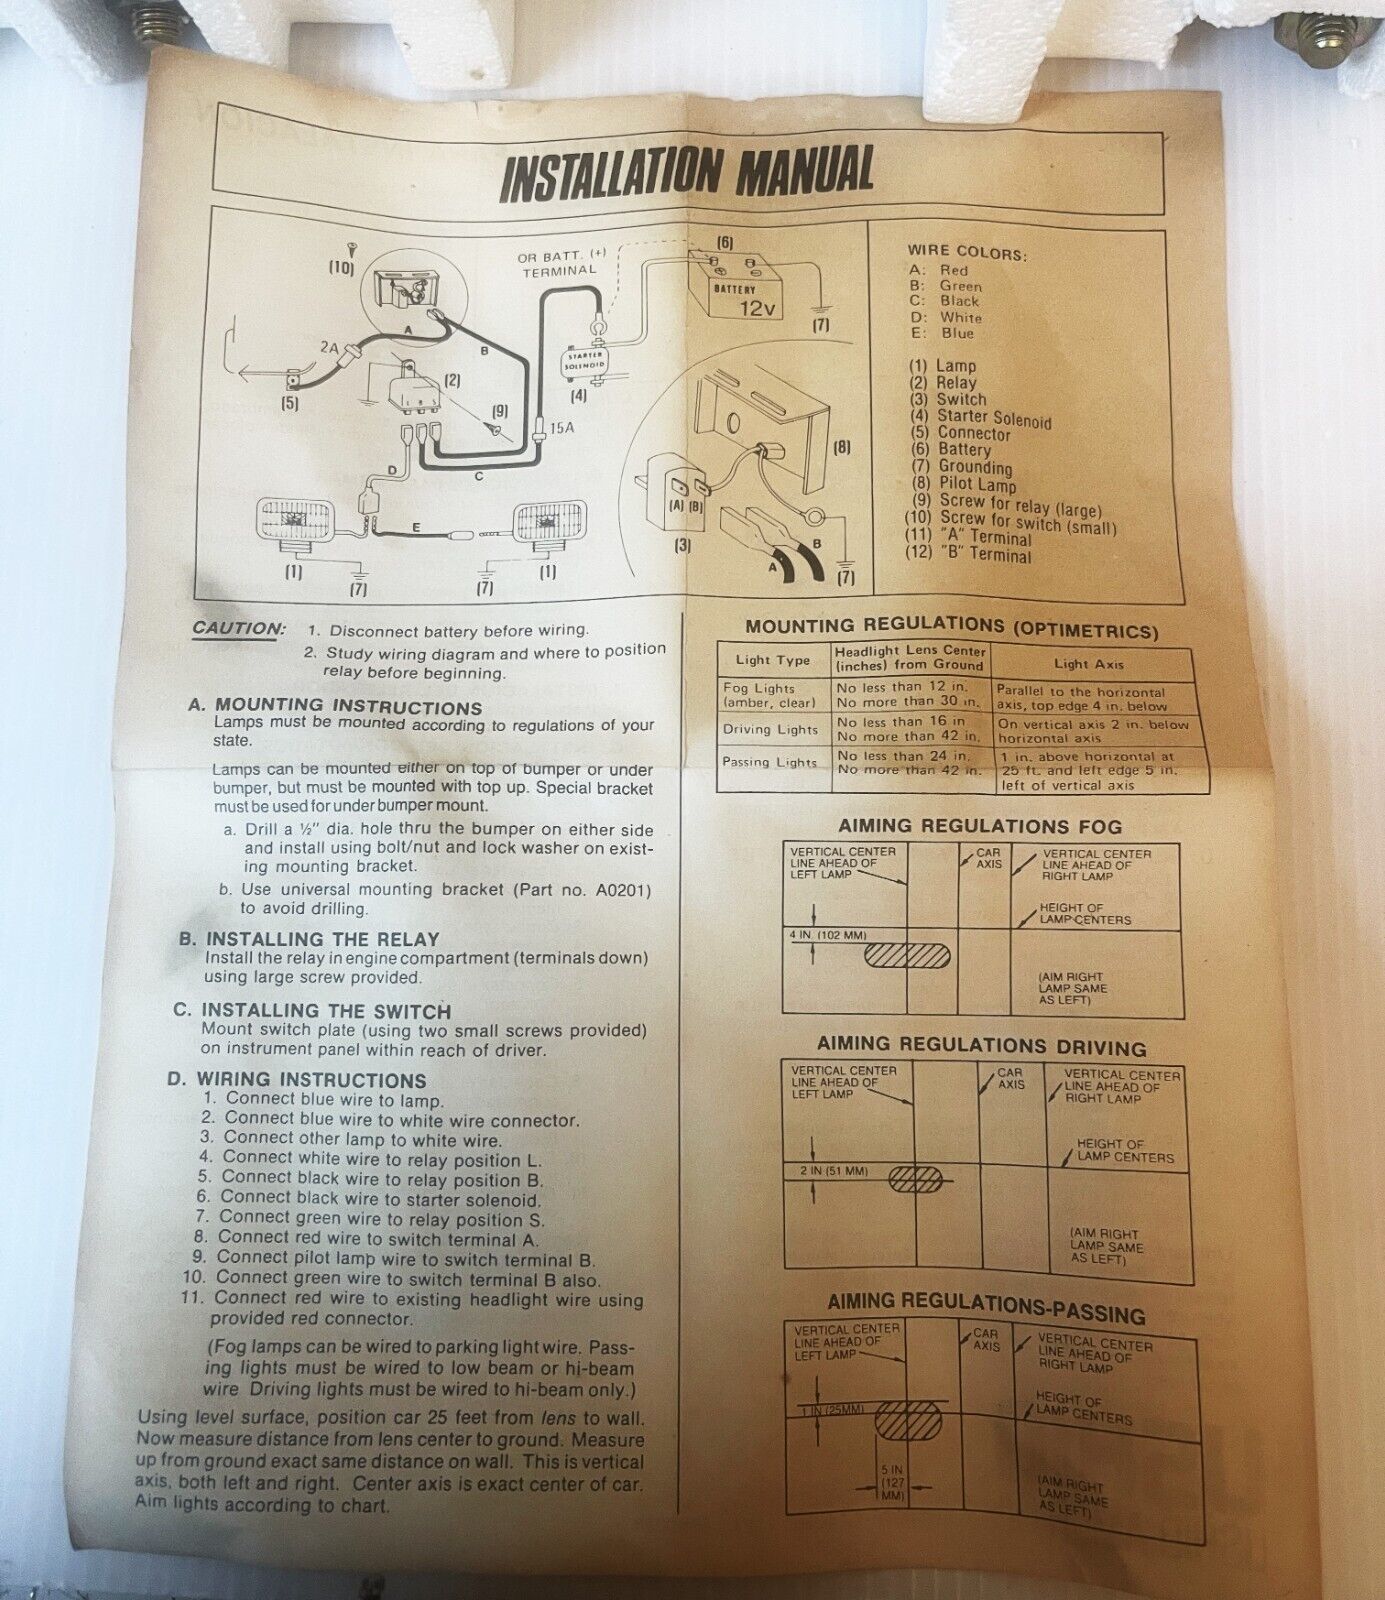 INSTALLATION MANUAL
(10)
OR BATT. (+)
TERMINAL
(6)
BATTERY
12v
(7)
A
2A
B
(5)
(2)
L B S
STARTER
SOLENOID
(4)
(9)
15A
D
C
E
(1)
(7)
(7)
(1)
(8)
(A) (B)
(3)
A
B
(7)
WIRE COLORS:
A: Red
B: Green
C: Black
D: White
E: Blue
(1) Lamp
(2) Relay
(3) Switch
(4) Starter Solenoid
(5) Connector
(6) Battery
(7) Grounding
(8) Pilot Lamp
(9) Screw for relay (large)
(10) Screw for switch (small)
(11) "A" Terminal
(12) "B" Terminal
CAUTION: 1. Disconnect battery before wiring.
2. Study wiring diagram and where to position
relay before beginning.
A. MOUNTING INSTRUCTIONS
Lamps must be mounted according to regulations of your
state.
Lamps can be mounted either on top of bumper or under
bumper, but must be mounted with top up. Special bracket
must be used for under bumper mount.
a. Drill a ½" dia. hole thru the bumper on either side
and install using bolt/nut and lock washer on exist-
ing mounting bracket.
b. Use universal mounting bracket (Part no. A0201)
to avoid drilling.
B. INSTALLING THE RELAY
Install the relay in engine compartment (terminals down)
using large screw provided.
C. INSTALLING THE SWITCH
Mount switch plate (using two small screws provided)
on instrument panel within reach of driver.
D. WIRING INSTRUCTIONS
1. Connect blue wire to lamp.
2. Connect blue wire to white wire connector.
3. Connect other lamp to white wire.
4. Connect white wire to relay position L.
5. Connect black wire to relay position B.
6. Connect black wire to starter solenoid.
7. Connect green wire to relay position S.
8. Connect red wire to switch terminal A.
9. Connect pilot lamp wire to switch terminal B.
10. Connect green wire to switch terminal B also.
11. Connect red wire to existing headlight wire using
provided red connector.
(Fog lamps can be wired to parking light wire. Pass-
ing lights must be wired to low beam or hi-beam
wire Driving lights must be wired to hi-beam only.)
Using level surface, position car 25 feet from lens to wall.
Now measure distance from lens center to ground. Measure
up from ground exact same distance on wall. This is vertical
axis, both left and right. Center axis is exact center of car.
Aim lights according to chart.
MOUNTING REGULATIONS (OPTIMETRICS)
Light Type
Headlight Lens Center
(inches) from Ground
Light Axis
Fog Lights
(amber, clear)
No less than 12 in.
No more than 30 in.
Parallel to the horizontal
axis, top edge 4 in. below
Driving Lights
No less than 16 in
No more than 42 in.
On vertical axis 2 in. below
horizontal axis
Passing Lights
No less than 24 in.
No more than 42 in.
1 in. above horizontal at
25 ft. and left edge 5 in.
left of vertical axis
AIMING REGULATIONS FOG
VERTICAL CENTER
LINE AHEAD OF
LEFT LAMP
CAR
AXIS
VERTICAL CENTER
LINE AHEAD OF
RIGHT LAMP
HEIGHT OF
LAMP CENTERS
4 IN (102 MM)
(AIM RIGHT
LAMP SAME
AS LEFT)
AIMING REGULATIONS DRIVING
VERTICAL CENTER
LINE AHEAD OF
LEFT LAMP
CAR
AXIS
VERTICAL CENTER
LINE AHEAD OF
RIGHT LAMP
HEIGHT OF
LAMP CENTERS
2 IN (51 MM)
(AIM RIGHT
LAMP SAME
AS LEFT)
AIMING REGULATIONS-PASSING
VERTICAL CENTER
LINE AHEAD OF
LEFT LAMP
CAR
AXIS
VERTICAL CENTER
LINE AHEAD OF
RIGHT LAMP
HEIGHT OF
LAMP CENTERS
1 IN (25MM)
5 IN
(127
MM)
(AIM RIGHT
LAMP SAME
AS LEFT)